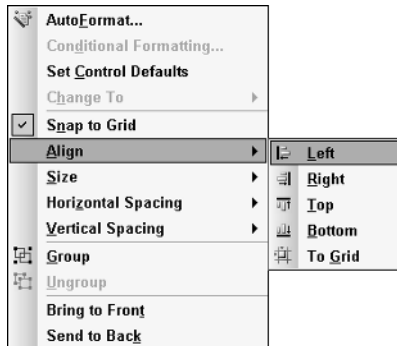 AutoFormat...
Conditional Formatting...
Set Control Defaults
Change To
Snap to Grid
Align
Size
Horizontal Spacing
Vertical Spacing
Group
Ungroup
Bring to Front
Send to Back
Left
Right
Top
Bottom
To Grid